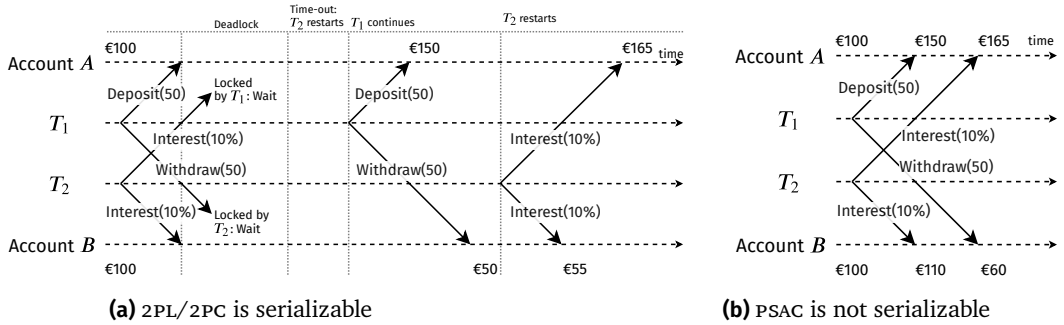 Time-out:
Deadlock T2 restarts T1 continues T2 restarts
€100 €150 €165 time
Account A
Locked
by T1: Wait
Deposit(50) Deposit(50)
T1
Interest(10%) Interest(10%)
Withdraw(50) Withdraw(50)
T2
Interest(10%) Interest(10%)
Locked by
T2: Wait
Account B
€100 €50 €55
(a) 2PL/2PC is serializable
€100 €150 €165 time
Account A
Deposit(50)
T1
Interest(10%)
Withdraw(50)
T2
Interest(10%)
Account B
€100 €110 €60
(b) PSAC is not serializable